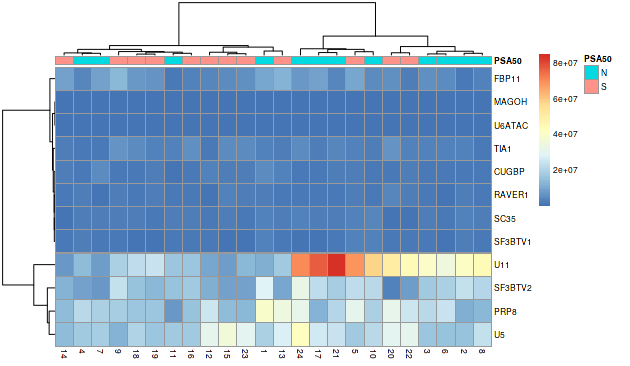 PSA50
FBP11
MAGOH
U6ATAC
TIA1
CUGBP
RAVER1
SC35
SF3BTV1
U11
SF3BTV2
PRP8
U5
14 4 7 9 18 19 11 16 12 15 23 1 13 24 17 21 5 10 20 22 3 6 2 8
8e+07
6e+07
4e+07
2e+07
PSA50
N
S